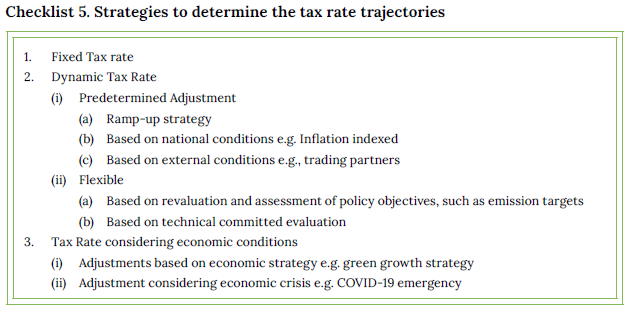 Checklist 5. Strategies to determine the tax rate trajectories
1. Fixed Tax rate
2. Dynamic Tax Rate
(i) Predetermined Adjustment
(a) Ramp-up strategy
(b) Based on national conditions e.g. Inflation indexed
(c) Based on external conditions e.g., trading partners
(ii) Flexible
(a) Based on revaluation and assessment of policy objectives, such as emission targets
(b) Based on technical committed evaluation
3. Tax Rate considering economic conditions
(i) Adjustments based on economic strategy e.g. green growth strategy
(ii) Adjustment considering economic crisis e.g. COVID-19 emergency